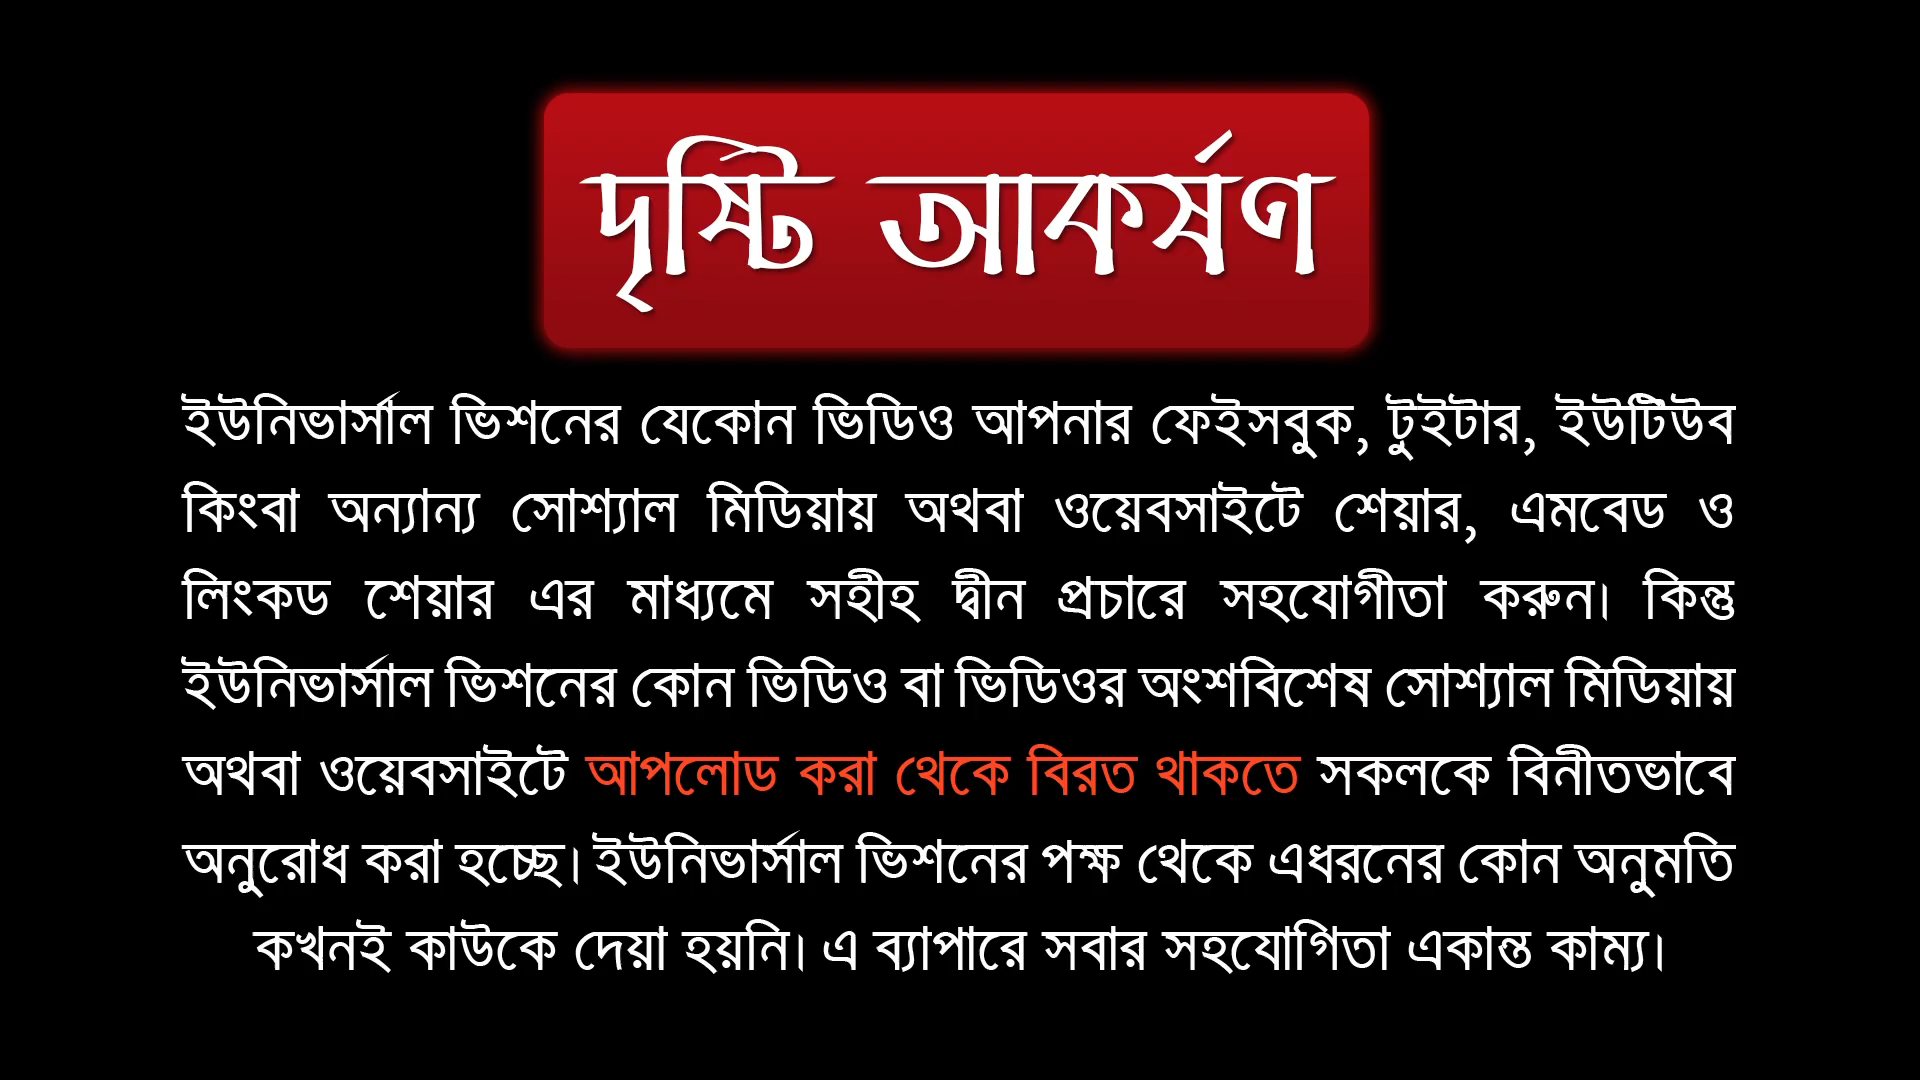 দৃষ্টি আকর্ষণ
ইউনিভার্সাল ভিশনের যেকোন ভিডিও আপনার ফেইসবুক, টুইটার, ইউটিউব
কিংবা অন্যান্য সোশ্যাল মিডিয়ায় অথবা ওয়েবসাইটে শেয়ার, এমবেড ও
লিংকড শেয়ার এর মাধ্যমে সহীহ দ্বীন প্রচারে সহযোগীতা করুন। কিন্তু
ইউনিভার্সাল ভিশনের কোন ভিডিও বা ভিডিওর অংশবিশেষ সোশ্যাল মিডিয়ায়
অথবা ওয়েবসাইটে আপলোড করা থেকে বিরত থাকতে সকলকে বিনীতভাবে
অনুরোধ করা হচ্ছে। ইউনিভার্সাল ভিশনের পক্ষ থেকে এধরনের কোন অনুমতি
কখনই কাউকে দেয়া হয়নি। এ ব্যাপারে সবার সহযোগিতা একান্ত কাম্য।